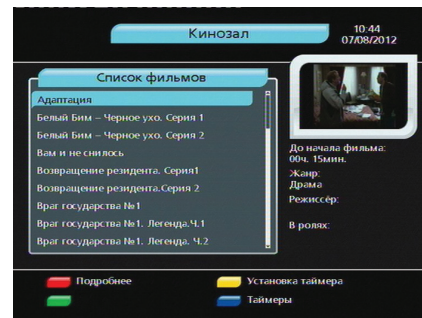 Кинозал
10:44
07/08/2012
Список фильмов
Адаптация
Белый Бим – Черное ухо. Серия 1
Белый Бим – Черное ухо. Серия 2
Вам и не снилось
Возвращение резидента. Серия1
Возвращение резидента.Серия 2
Враг государства №1
Враг государства №1. Легенда.Ч.1
Враг государства №1. Легенда. Ч.2
До начала фильма:
00ч. 15мин.
Жанр:
Драма
Режиссёр:
В ролях:
Подробнее
Установка таймера
Таймеры